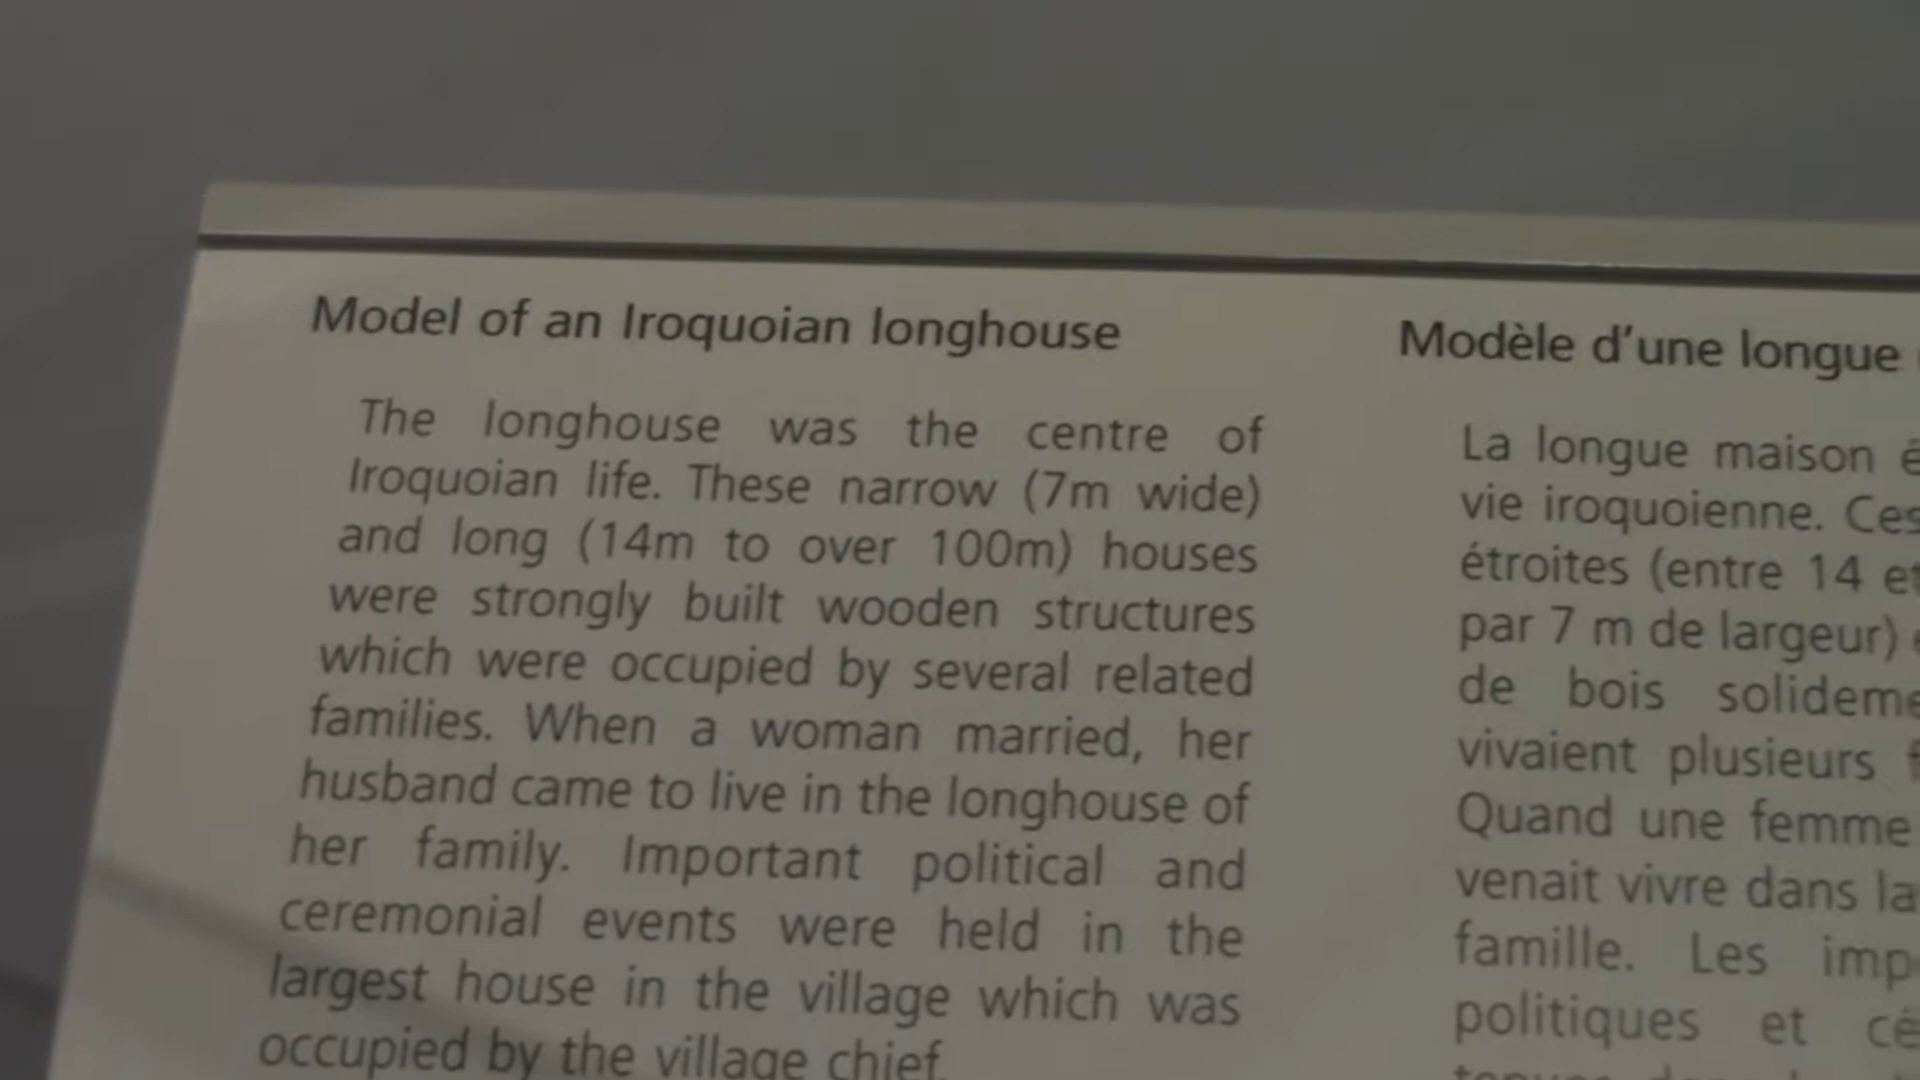 Model of an Iroquoian longhouse
The longhouse was the centre of
Iroquoian life. These narrow (7m wide)
and long (14m to over 100m) houses
were strongly built wooden structures
which were occupied by several related
families. When a woman married, her
husband came to live in the longhouse of
her family. Important political and
ceremonial events were held in the
largest house in the village which was
occupied by the village chief.
Modèle d'une longue
La longue maison
vie iroquoienne. Ces
étroites (entre 14 et
par 7 m de largeur)
de bois solideme
vivaient plusieurs
Quand une femme
venait vivre dans la
famille. Les imp
politiques et cé